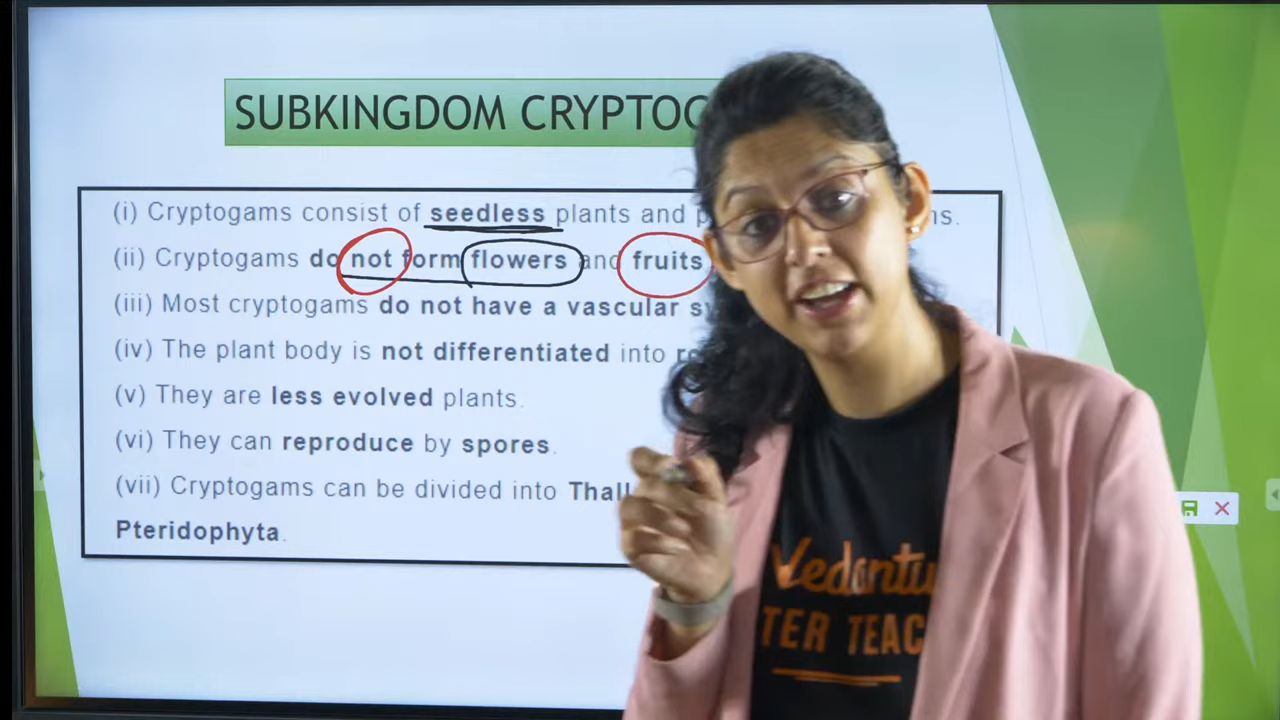 SUBKINGDOM CRYPTOG
(i) Cryptogams consist of seedless plants and
(ii) Cryptogams do not form flowers and fruits
(iii) Most cryptogams do not have a vascular
(iv) The plant body is not differentiated into
(v) They are less evolved plants.
(vi) They can reproduce by spores.
(vii) Cryptogams can be divided into
Pteridophyta.
Vedantu
TER TEAC